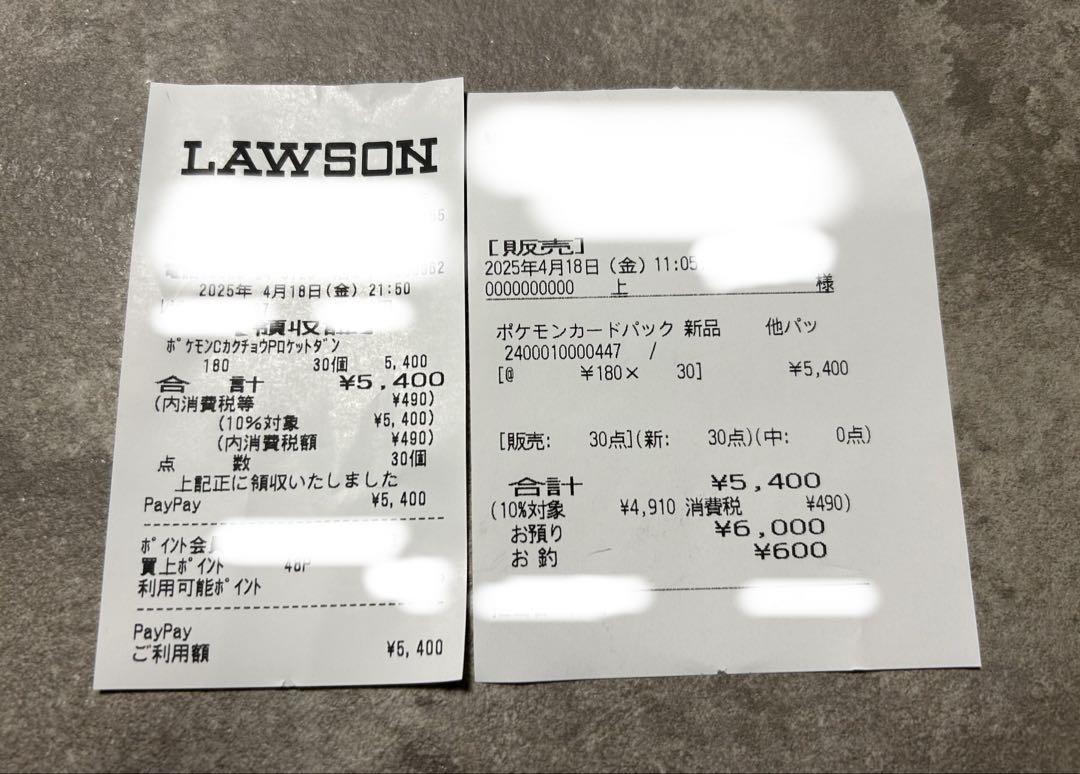 LAWSON
2025年 4月18日(金) 21:50
ポケモンCカクチョウPロケットダン
180 30個 5,400
合計 ¥5,400
(内消費税等 ¥490)
(10%対象 ¥5,400)
(内消費税額 ¥490)
点数 30個
上記正に領収いたしました
PayPay ¥5,400
ポイント会
買上ポイント 48P
利用可能ポイント
PayPay
ご利用額 ¥5,400
[販売]
2025年4月18日(金) 11:05
0000000000 上 様
ポケモンカードパック 新品 他パッ
2400010000447 /
[@ ¥180× 30] ¥5,400
[販売: 30点](新: 30点)(中: 0点)
合計 ¥5,400
(10%対象 ¥4,910 消費税 ¥490)
お預り ¥6,000
お釣 ¥600